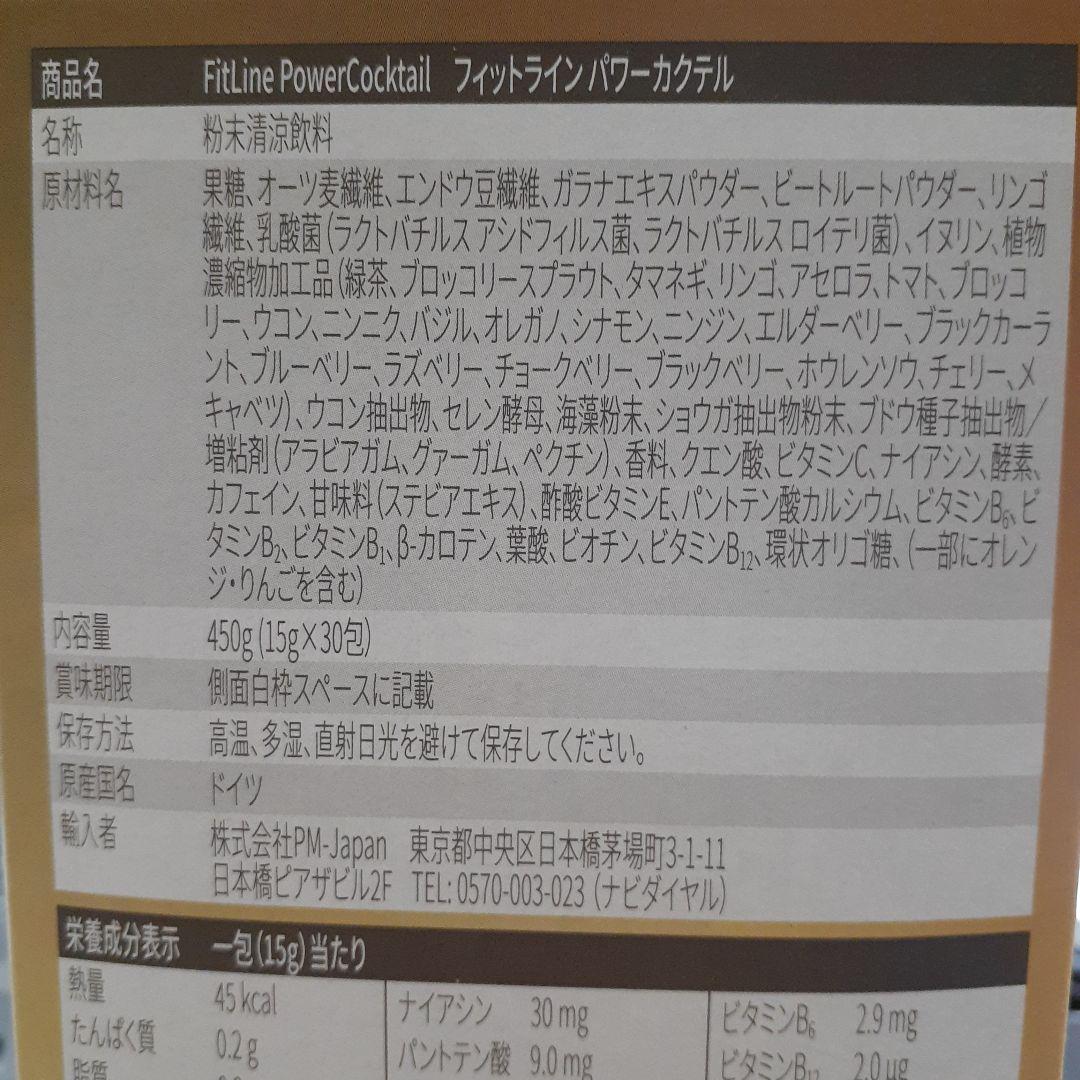 商品名 FitLine PowerCocktail フィットライン パワーカクテル
名称 粉末清涼飲料
原材料名 果糖、オーツ麦繊維、エンドウ豆繊維、ガラナエキスパウダー、ビートルートパウダー、リンゴ
繊維、乳酸菌(ラクトバチルス アシドフィルス菌、ラクトバチルス ロイテリ菌)、イヌリン、植物
濃縮物加工品(緑茶、ブロッコリースプラウト、タマネギ、リンゴ、アセロラ、トマト、ブロッコ
リー、ウコン、ニンニク、バジル、オレガノ、シナモン、ニンジン、エルダーベリー、ブラックカーラ
ント、ブルーベリー、ラズベリー、チョークベリー、ブラックベリー、ホウレンソウ、チェリー、メ
キャベツ)、ウコン抽出物、セレン酵母、海藻粉末、ショウガ抽出物粉末、ブドウ種子抽出物/
増粘剤(アラビアガム、グァーガム、ペクチン)、香料、クエン酸、ビタミンC、ナイアシン、酵素、
カフェイン、甘味料(ステビアエキス)、酢酸ビタミンE、パントテン酸カルシウム、ビタミンB₆、ビ
タミンB₂、ビタミンB₁、β-カロテン、葉酸、ビオチン、ビタミンB₁₂、環状オリゴ糖、(一部にオレン
ジ・りんごを含む)
内容量 450g (15g×30包)
賞味期限 側面白枠スペースに記載
保存方法 高温、多湿、直射日光を避けて保存してください。
原産国名 ドイツ
輸入者 株式会社PM-Japan 東京都中央区日本橋茅場町3-1-11
日本橋ピアザビル2F TEL: 0570-003-023 (ナビダイヤル)
栄養成分表示 一包(15g)当たり
熱量 45 kcal ナイアシン 30 mg ビタミンB₆ 2.9 mg
たんぱく質 0.2 g パントテン酸 9.0 mg ビタミンB₁₂ 2.0 μg
脂質